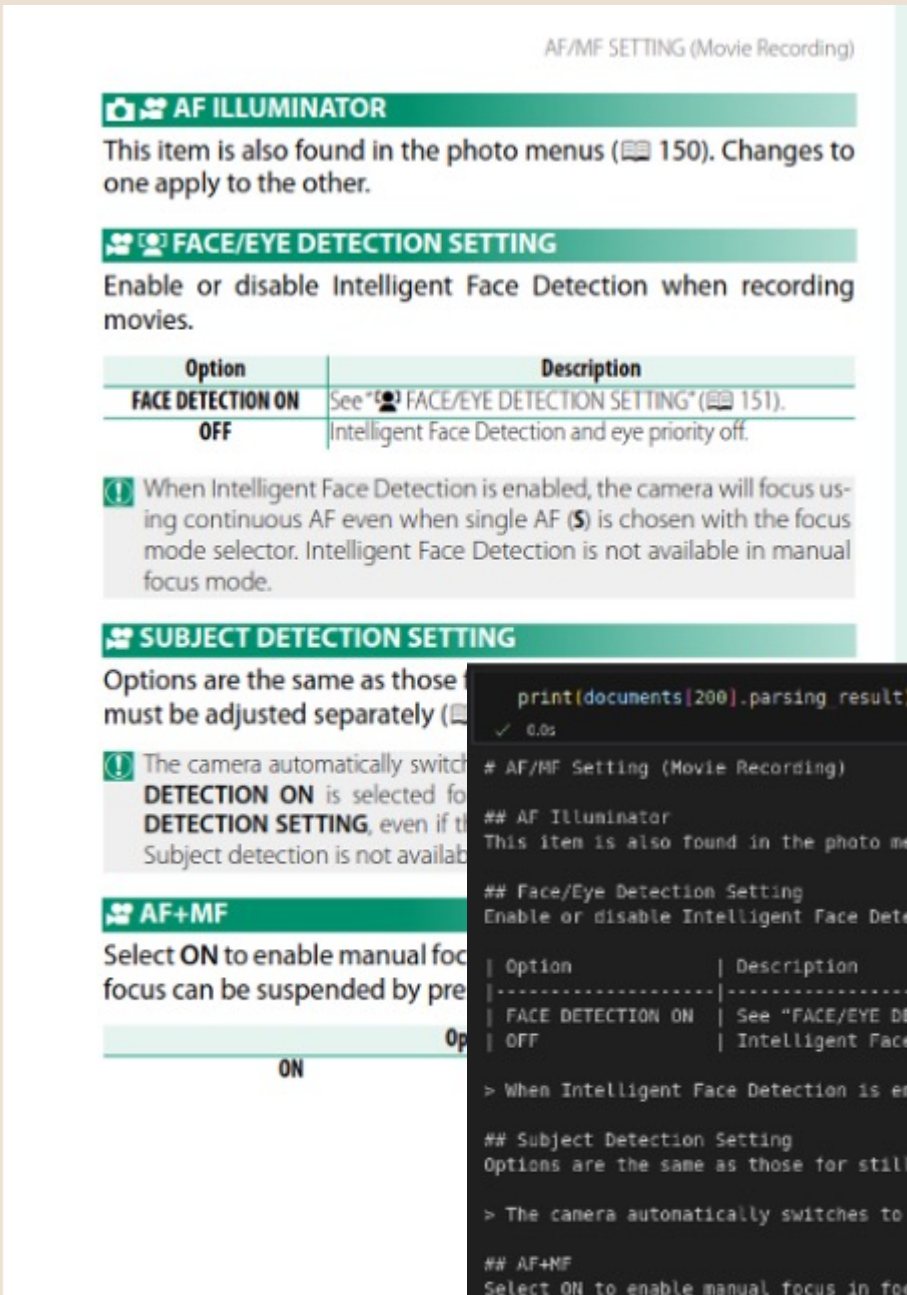 AF/MF SETTING (Movie Recording)
AF ILLUMINATOR
This item is also found in the photo menus (150). Changes to
one apply to the other.
FACE/EYE DETECTION SETTING
Enable or disable Intelligent Face Detection when recording
movies.
Option Description
FACE DETECTION ON See "FACE/EYE DETECTION SETTING" (151).
OFF Intelligent Face Detection and eye priority off.
When Intelligent Face Detection is enabled, the camera will focus us-
ing continuous AF even when single AF (S) is chosen with the focus
mode selector. Intelligent Face Detection is not available in manual
focus mode.
SUBJECT DETECTION SETTING
Options are the same as those
must be adjusted separately (
The camera automatically switch
DETECTION ON is selected fo
DETECTION SETTING, even if th
Subject detection is not availab
AF+MF
Select ON to enable manual foc
focus can be suspended by pre
Op
ON
print(documents[200].parsing_result)
✓ 0.0s
# AF/MF Setting (Movie Recording)
## AF Illuminator
This item is also found in the photo me
## Face/Eye Detection Setting
Enable or disable Intelligent Face Dete
| Option | Description
|--------------------|----------------
| FACE DETECTION ON | See "FACE/EYE DE
| OFF | Intelligent Face
> When Intelligent Face Detection is en
## Subject Detection Setting
Options are the same as those for still
> The camera automatically switches to
## AF+MF
Select ON to enable manual focus in foc